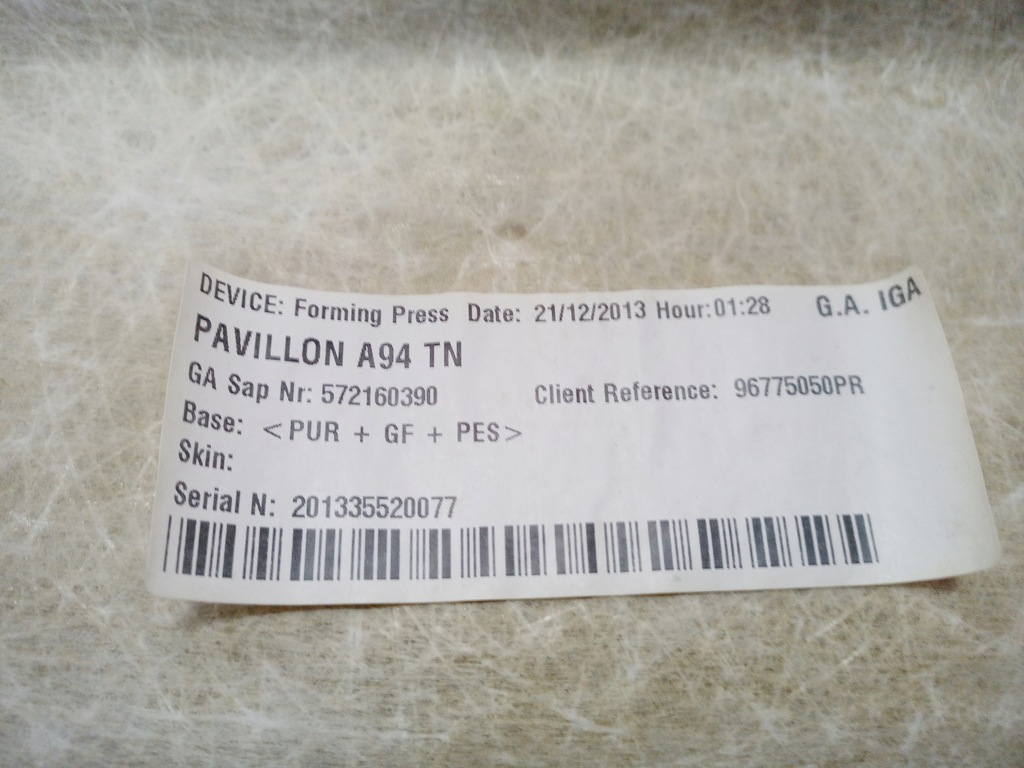 DEVICE: Forming Press Date: 21/12/2013 Hour:01:28 G.A. IGA
PAVILLON A94 TN
GA Sap Nr: 572160390 Client Reference: 96775050PR
Base: <PUR + GF + PES>
Skin:
Serial N: 201335520077